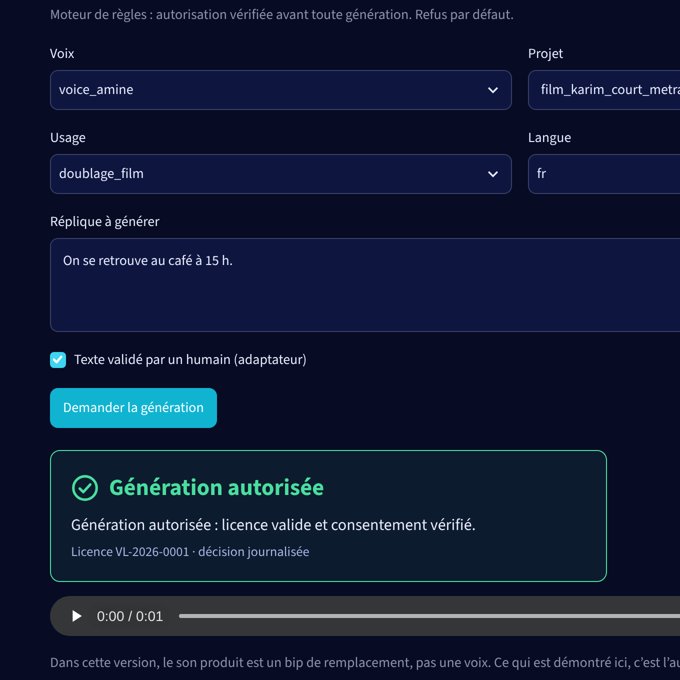 Moteur de règles : autorisation vérifiée avant toute génération. Refus par défaut.
Voix
Projet
voice_amine
film_karim_court_metra
Usage
Langue
doublage_film
fr
Réplique à générer
On se retrouve au café à 15 h.
Texte validé par un humain (adaptateur)
Demander la génération
Génération autorisée
Génération autorisée : licence valide et consentement vérifié.
Licence VL-2026-0001 · décision journalisée
0:00 / 0:01
Dans cette version, le son produit est un bip de remplacement, pas une voix. Ce qui est démontré ici, c'est l'au